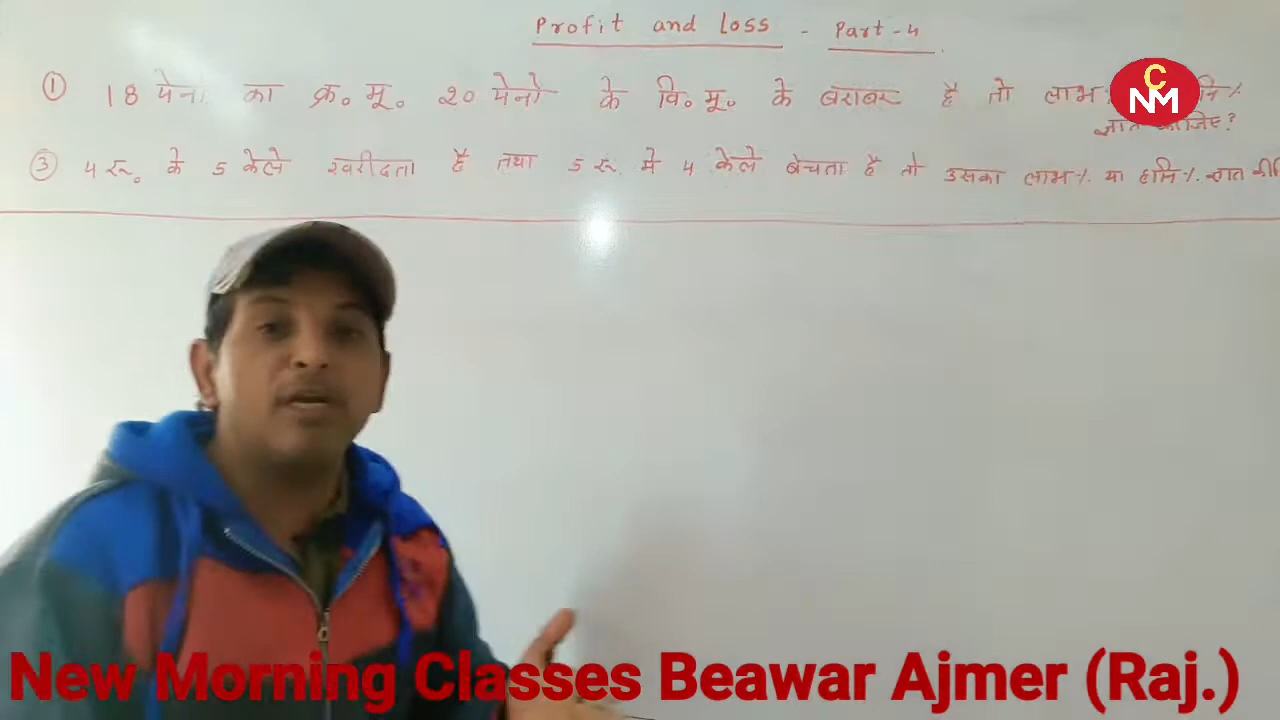 Profit and Loss - Part-4
① 18 पेनो का क्र. मू. 20 पेनो के वि. मू. के बराबर है तो लाभ% नि%
ज्ञात कीजिए?
③ 4 रू. के 5 केले खरीदता है तथा 5 रू. मे 4 केले बेचता है तो उसका लाभ% या हानि% ज्ञात की
CNM
New Morning Classes Beawar Ajmer (Raj.)